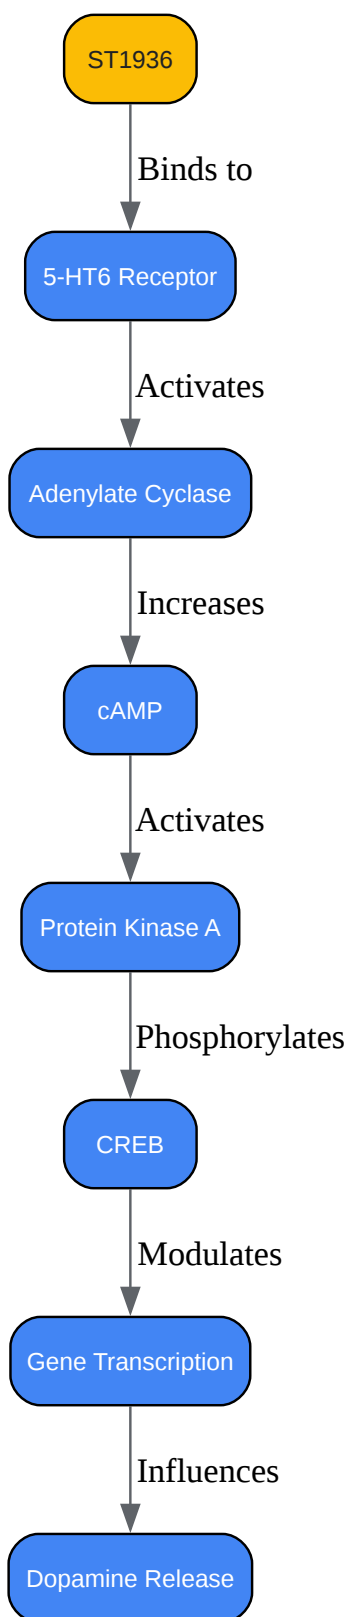 ST1936
Binds to
5-HT6 Receptor
Activates
Adenylate Cyclase
Increases
cAMP
Activates
Protein Kinase A
Phosphorylates
CREB
Modulates
Gene Transcription
Influences
Dopamine Release